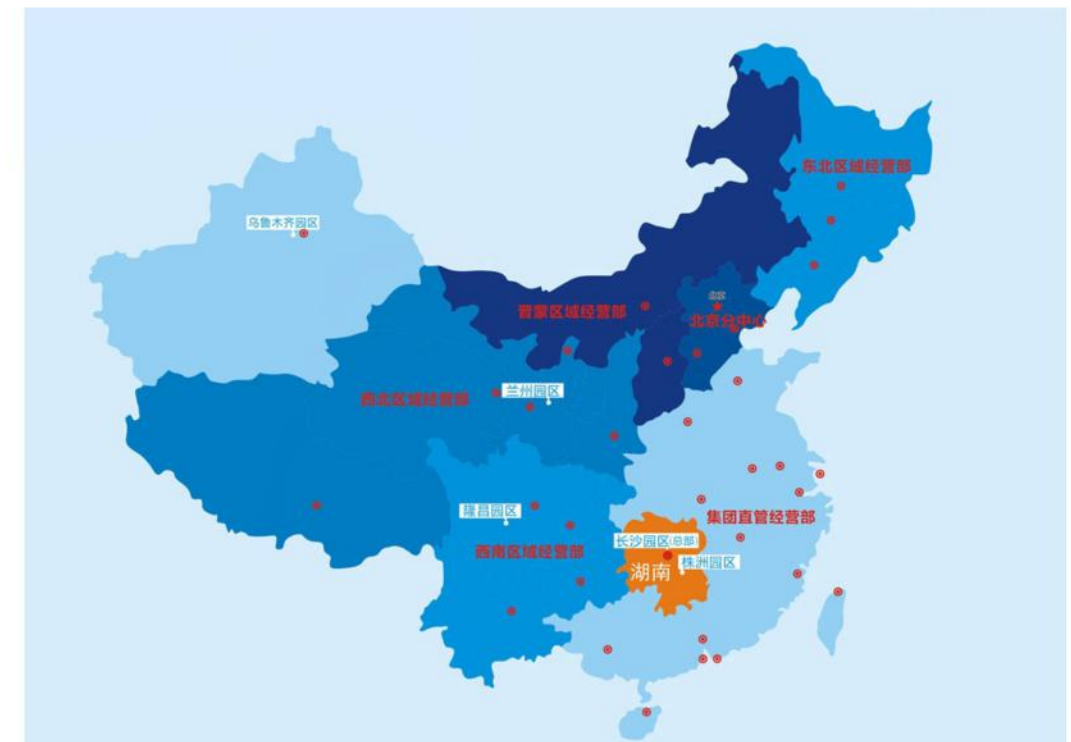 东北区域经营部
乌鲁木齐园区
北京
晋蒙区域经营部
北京分中心
兰州园区
西北区域经营部
隆昌园区
集团直管经营部
长沙园区(总部)
西南区域经营部
株洲园区
湖南